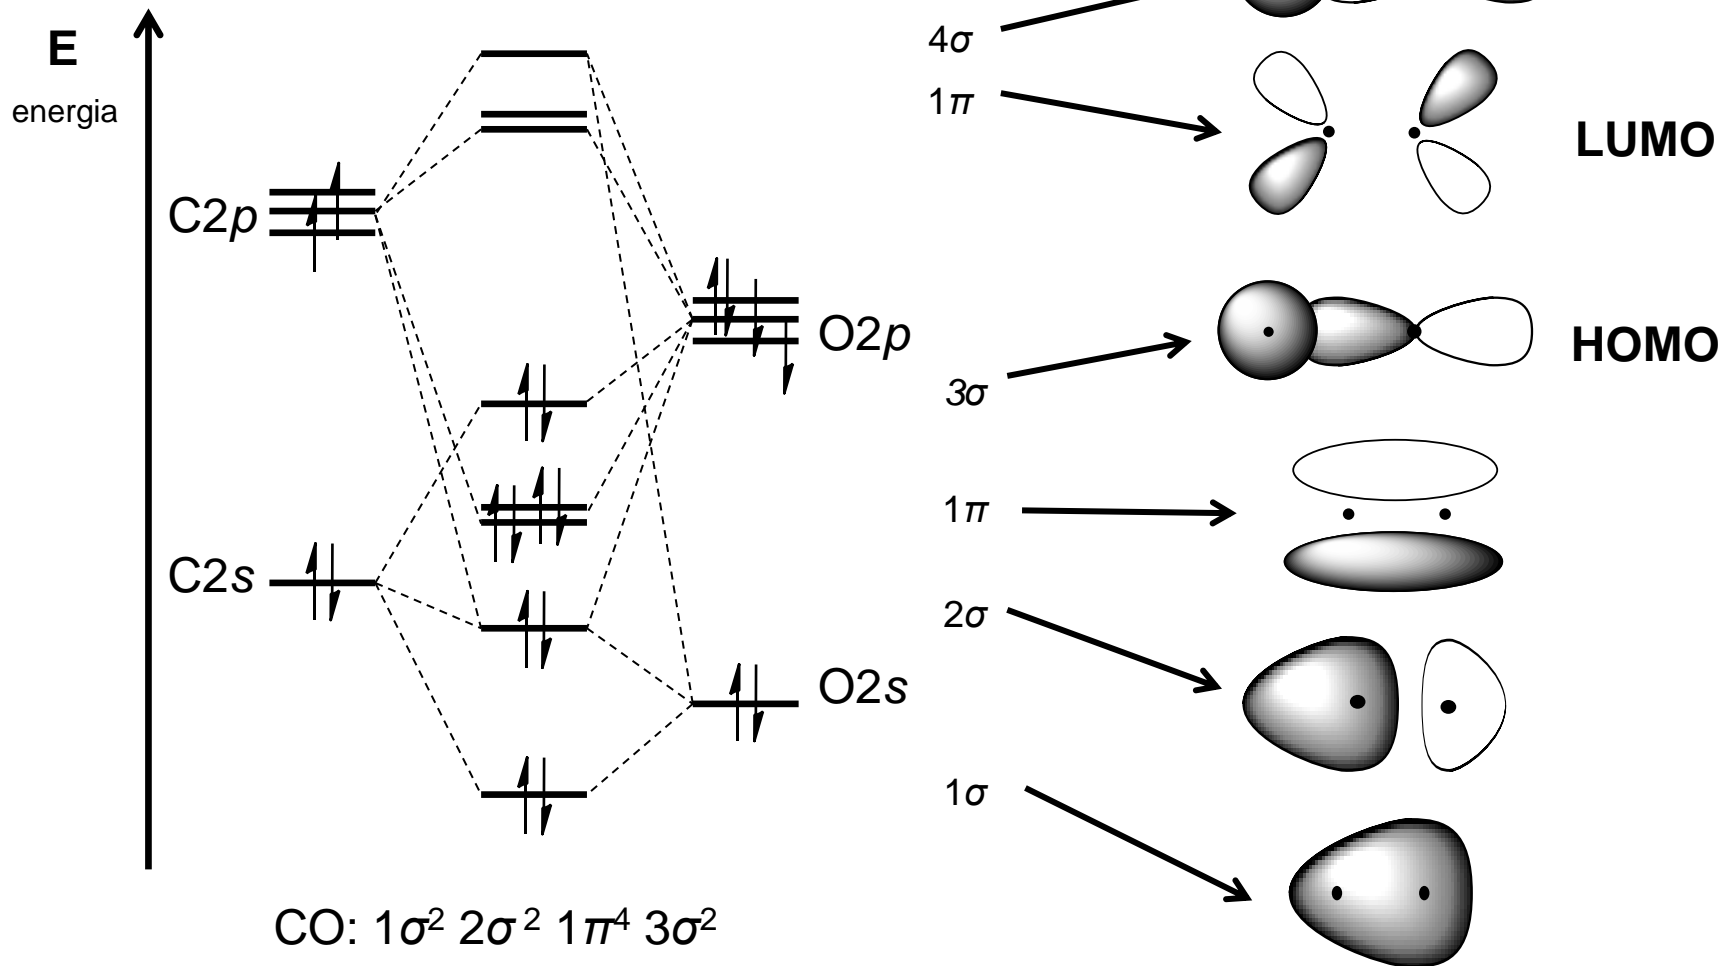 E
energia
C2p
C2s
O2p
O2s
CO: 1σ² 2σ² 1π⁴ 3σ²
4σ
1π
LUMO
3σ
HOMO
1π
2σ
1σ